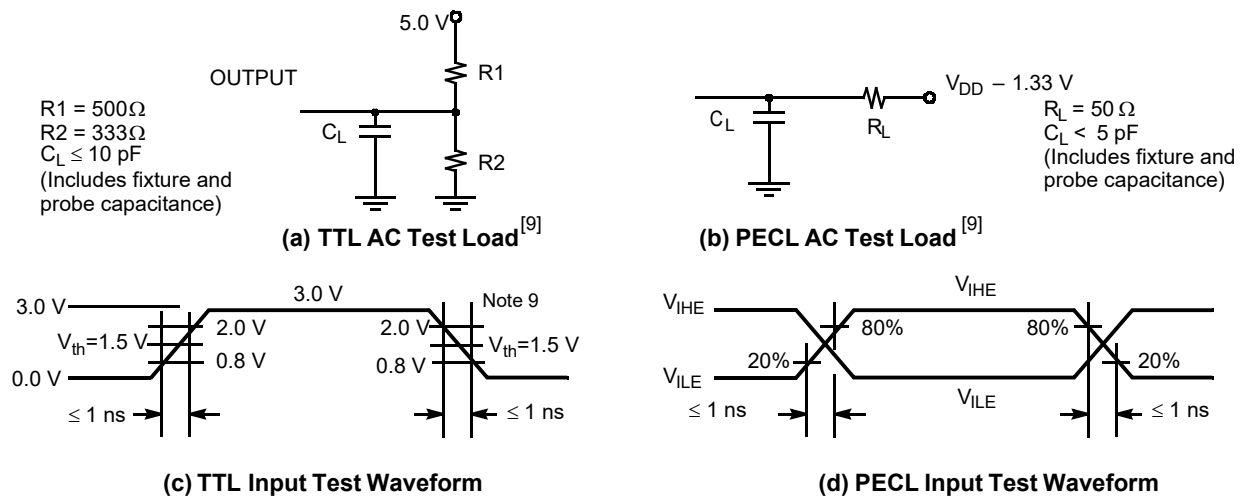 5.0 V
OUTPUT
R1
R1 = 500Ω
R2 = 333Ω
C_L ≤ 10 pF
(Includes fixture and
probe capacitance)
C_L
R2
(a) TTL AC Test Load[9]
V_DD – 1.33 V
R_L = 50 Ω
C_L < 5 pF
(Includes fixture and
probe capacitance)
C_L
R_L
(b) PECL AC Test Load[9]
3.0 V
3.0 V
Note 9
2.0 V
2.0 V
V_th=1.5 V
V_th=1.5 V
0.8 V
0.8 V
0.0 V
≤ 1 ns
≤ 1 ns
(c) TTL Input Test Waveform
V_IHE
V_IHE
80%
80%
20%
20%
V_ILE
V_ILE
≤ 1 ns
≤ 1 ns
(d) PECL Input Test Waveform